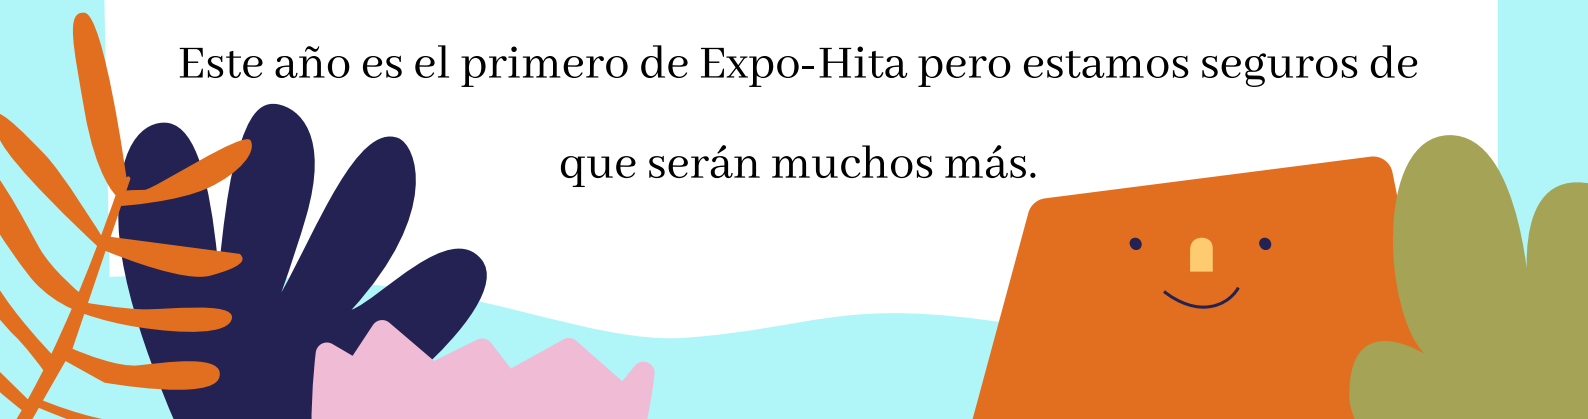 Este año es el primero de Expo-Hita pero estamos seguros de
que serán muchos más.